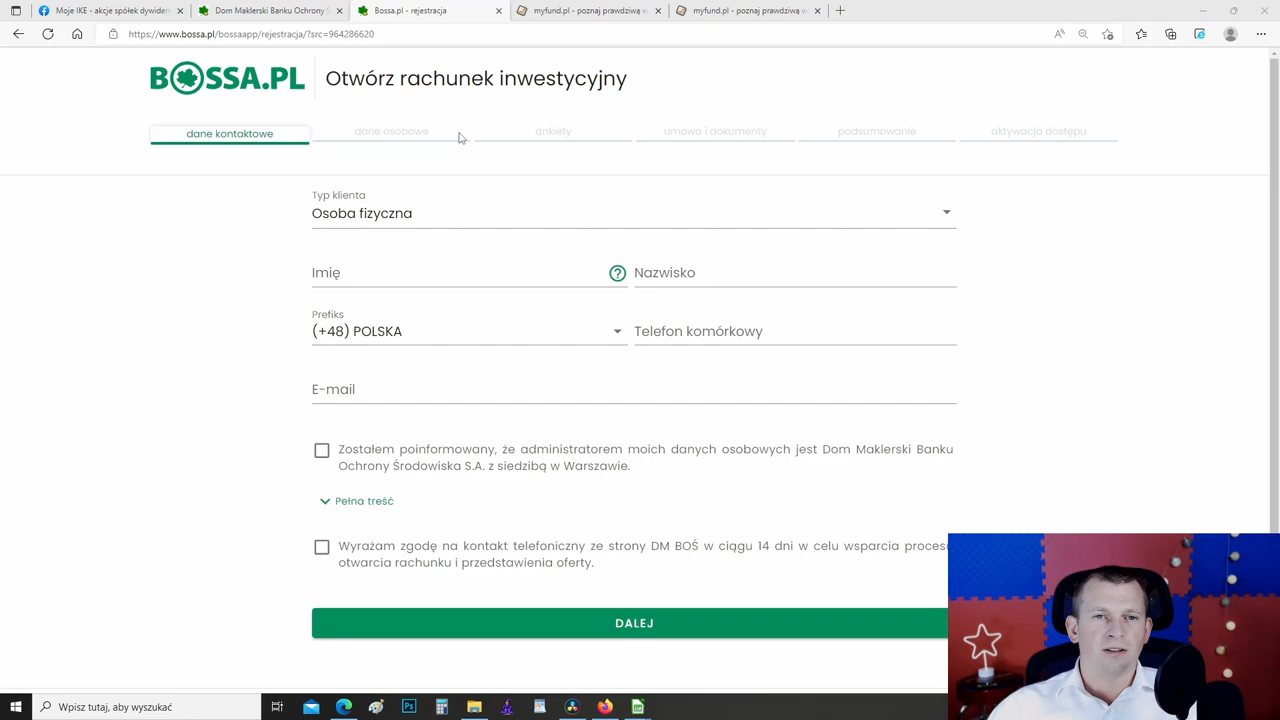 Moje IKE - akcje spółek dywiden
Dom Maklerski Banku Ochrony Ś
Bossa.pl - rejestracja
myfund.pl - poznaj prawdziwą w
myfund.pl - poznaj prawdziwą w
https://www.bossa.pl/bossaapp/rejestracja/?src=964286620
BOSSA.PL
Otwórz rachunek inwestycyjny
dane kontaktowe
dane osobowe
ankiety
umowa i dokumenty
podsumowanie
aktywacja dostępu
Typ klienta
Osoba fizyczna
Imię
Nazwisko
Prefiks
(+48) POLSKA
Telefon komórkowy
E-mail
Zostałem poinformowany, że administratorem moich danych osobowych jest Dom Maklerski Banku
Ochrony Środowiska S.A. z siedzibą w Warszawie.
Pełna treść
Wyrażam zgodę na kontakt telefoniczny ze strony DM BOŚ w ciągu 14 dni w celu wsparcia procesu
otwarcia rachunku i przedstawienia oferty.
DALEJ
Wpisz tutaj, aby wyszukać